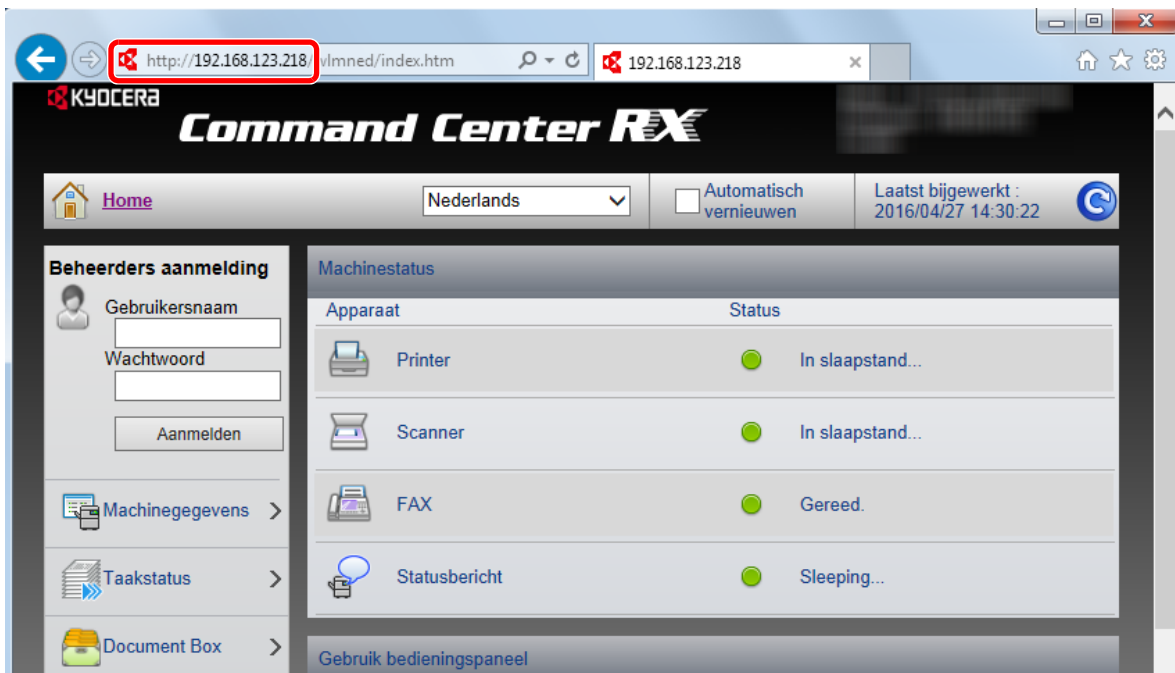 http://192.168.123.218/wlmned/index.htm
192.168.123.218
KYOCERA
Command Center RX
Home
Nederlands
Automatisch
vernieuwen
Laatst bijgewerkt :
2016/04/27 14:30:22
Beheerders aanmelding
Gebruikersnaam
Wachtwoord
Aanmelden
Machinegegevens
Taakstatus
Document Box
Machinestatus
Apparaat Status
Printer In slaapstand...
Scanner In slaapstand...
FAX Gereed.
Statusbericht Sleeping...
Gebruik bedieningspaneel